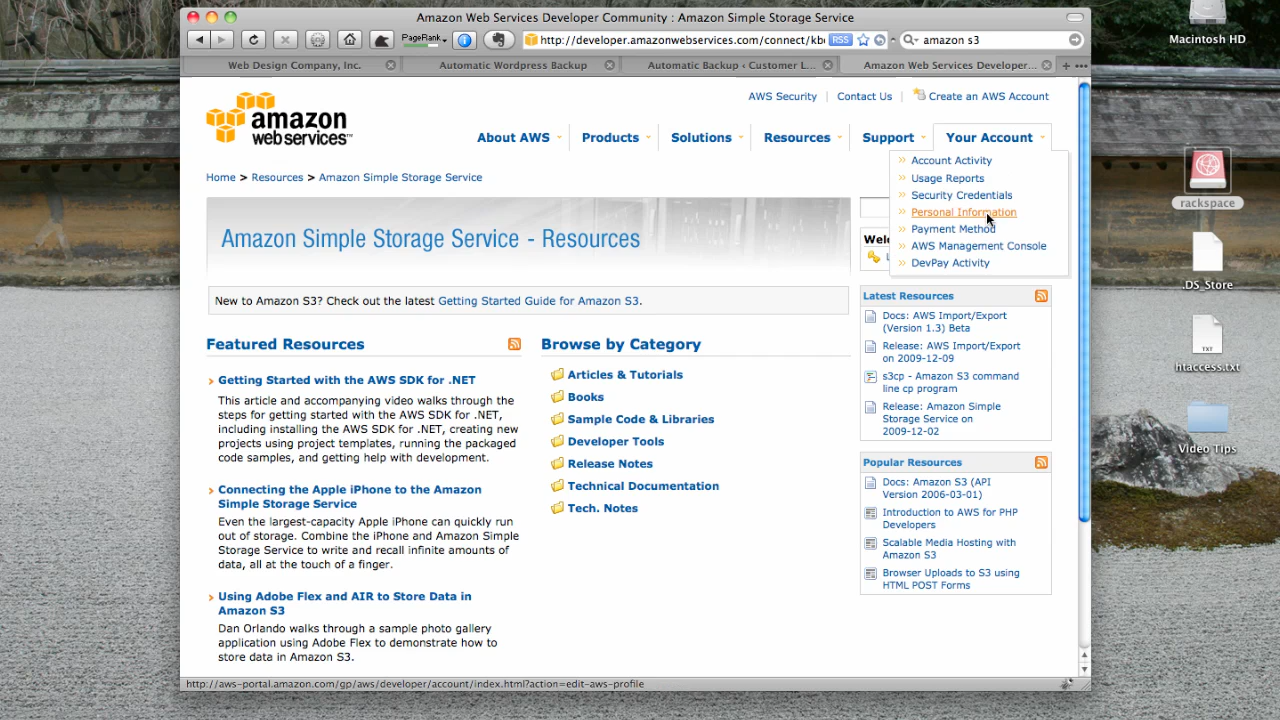 Amazon Web Services Developer Community : Amazon Simple Storage Service
PageRank
http://developer.amazonwebservices.com/connect/kb
RSS
amazon s3
Web Design Company, Inc.
Automatic Wordpress Backup
Automatic Backup ‹ Customer L...
Amazon Web Services Developer...
AWS Security | Contact Us | Create an AWS Account
amazon
web services™
About AWS
Products
Solutions
Resources
Support
Your Account
Account Activity
Usage Reports
Security Credentials
Personal Information
Payment Method
AWS Management Console
DevPay Activity
Home > Resources > Amazon Simple Storage Service
Amazon Simple Storage Service - Resources
Wel
New to Amazon S3? Check out the latest Getting Started Guide for Amazon S3.
Featured Resources
Getting Started with the AWS SDK for .NET
This article and accompanying video walks through the
steps for getting started with the AWS SDK for .NET,
including installing the AWS SDK for .NET, creating new
projects using project templates, running the packaged
code samples, and getting help with development.
Connecting the Apple iPhone to the Amazon
Simple Storage Service
Even the largest-capacity Apple iPhone can quickly run
out of storage. Combine the iPhone and Amazon Simple
Storage Service to write and recall infinite amounts of
data, all at the touch of a finger.
Using Adobe Flex and AIR to Store Data in
Amazon S3
Dan Orlando walks through a sample photo gallery
application using Adobe Flex to demonstrate how to
store data in Amazon S3.
Browse by Category
Articles & Tutorials
Books
Sample Code & Libraries
Developer Tools
Release Notes
Technical Documentation
Tech. Notes
Latest Resources
Docs: AWS Import/Export
(Version 1.3) Beta
Release: AWS Import/Export
on 2009-12-09
s3cp - Amazon S3 command
line cp program
Release: Amazon Simple
Storage Service on
2009-12-02
Popular Resources
Docs: Amazon S3 (API
Version 2006-03-01)
Introduction to AWS for PHP
Developers
Scalable Media Hosting with
Amazon S3
Browser Uploads to S3 using
HTML POST Forms
http://aws-portal.amazon.com/gp/aws/developer/account/index.html?action=edit-aws-profile
Macintosh HD
rackspace
.DS_Store
TXT
htaccess.txt
Video Tips